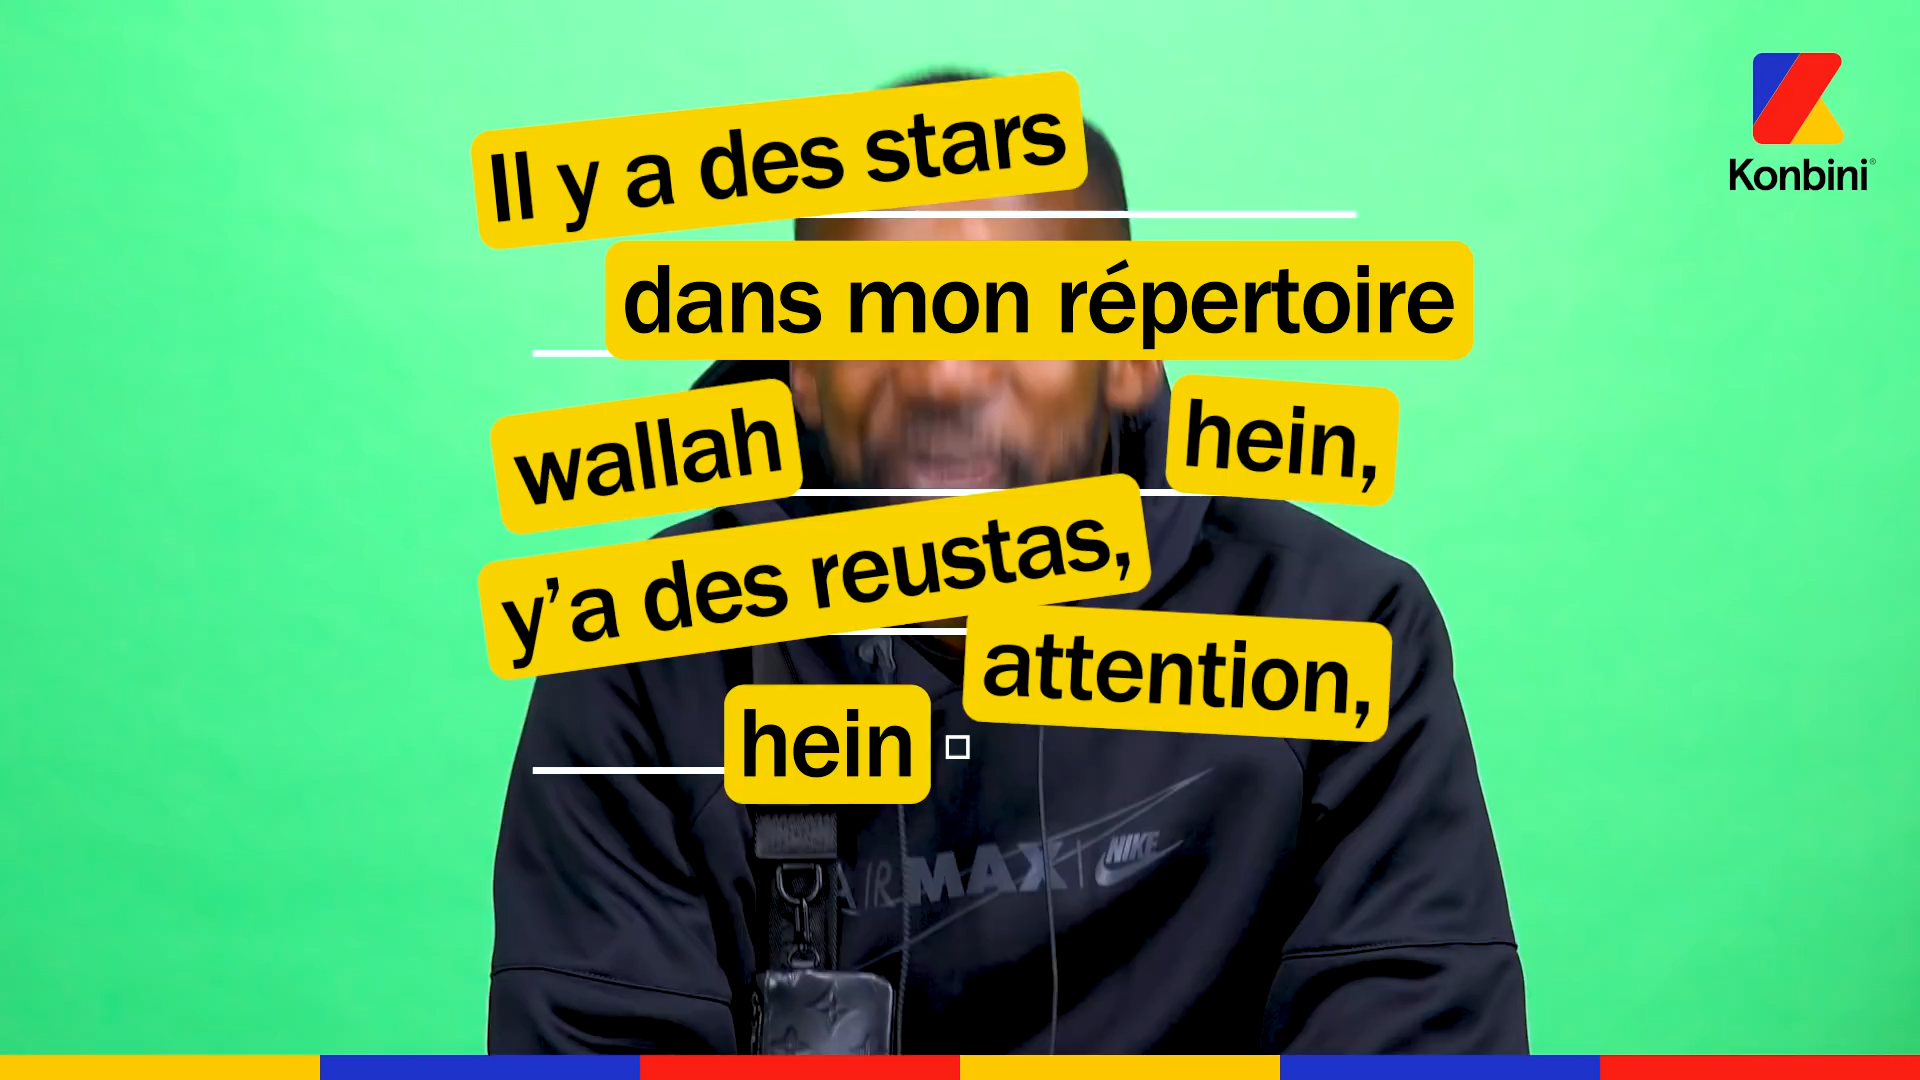 Il y a des stars
dans mon répertoire
wallah hein,
y’a des reustas,
attention,
hein
Konbini
AIR MAX NIKE